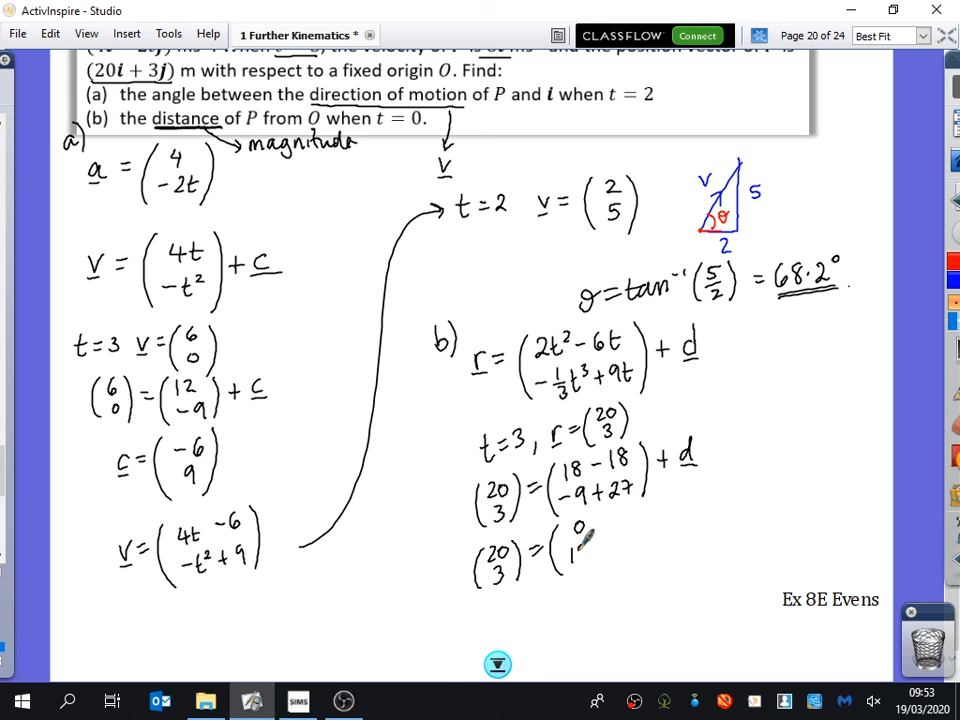 ActivInspire - Studio
File Edit View Insert Tools Help 1 Further Kinematics * CLASSFLOW Connect Page 20 of 24 Best Fit
(20i + 3j) m with respect to a fixed origin O. Find:
(a) the angle between the direction of motion of P and i when t = 2
(b) the distance of P from O when t = 0.
a)
magnitude
a = (4
-2t)
v
v = (4t
-t²) + c
t=3 v = (6
0)
(6
0) = (12
-9) + c
c = (-6
9)
v = (4t -6
-t² + 9)
t=2 v = (2
5)
v 5
θ
2
θ = tan⁻¹ (5/2) = 68.2°
b)
r = (2t² - 6t
-1/3t³ + 9t) + d
t=3, r = (20
3)
(20
3) = (18 - 18
-9 + 27) + d
(20
3) = (0
1
Ex 8E Evens
SIMS
09:53
19/03/2020